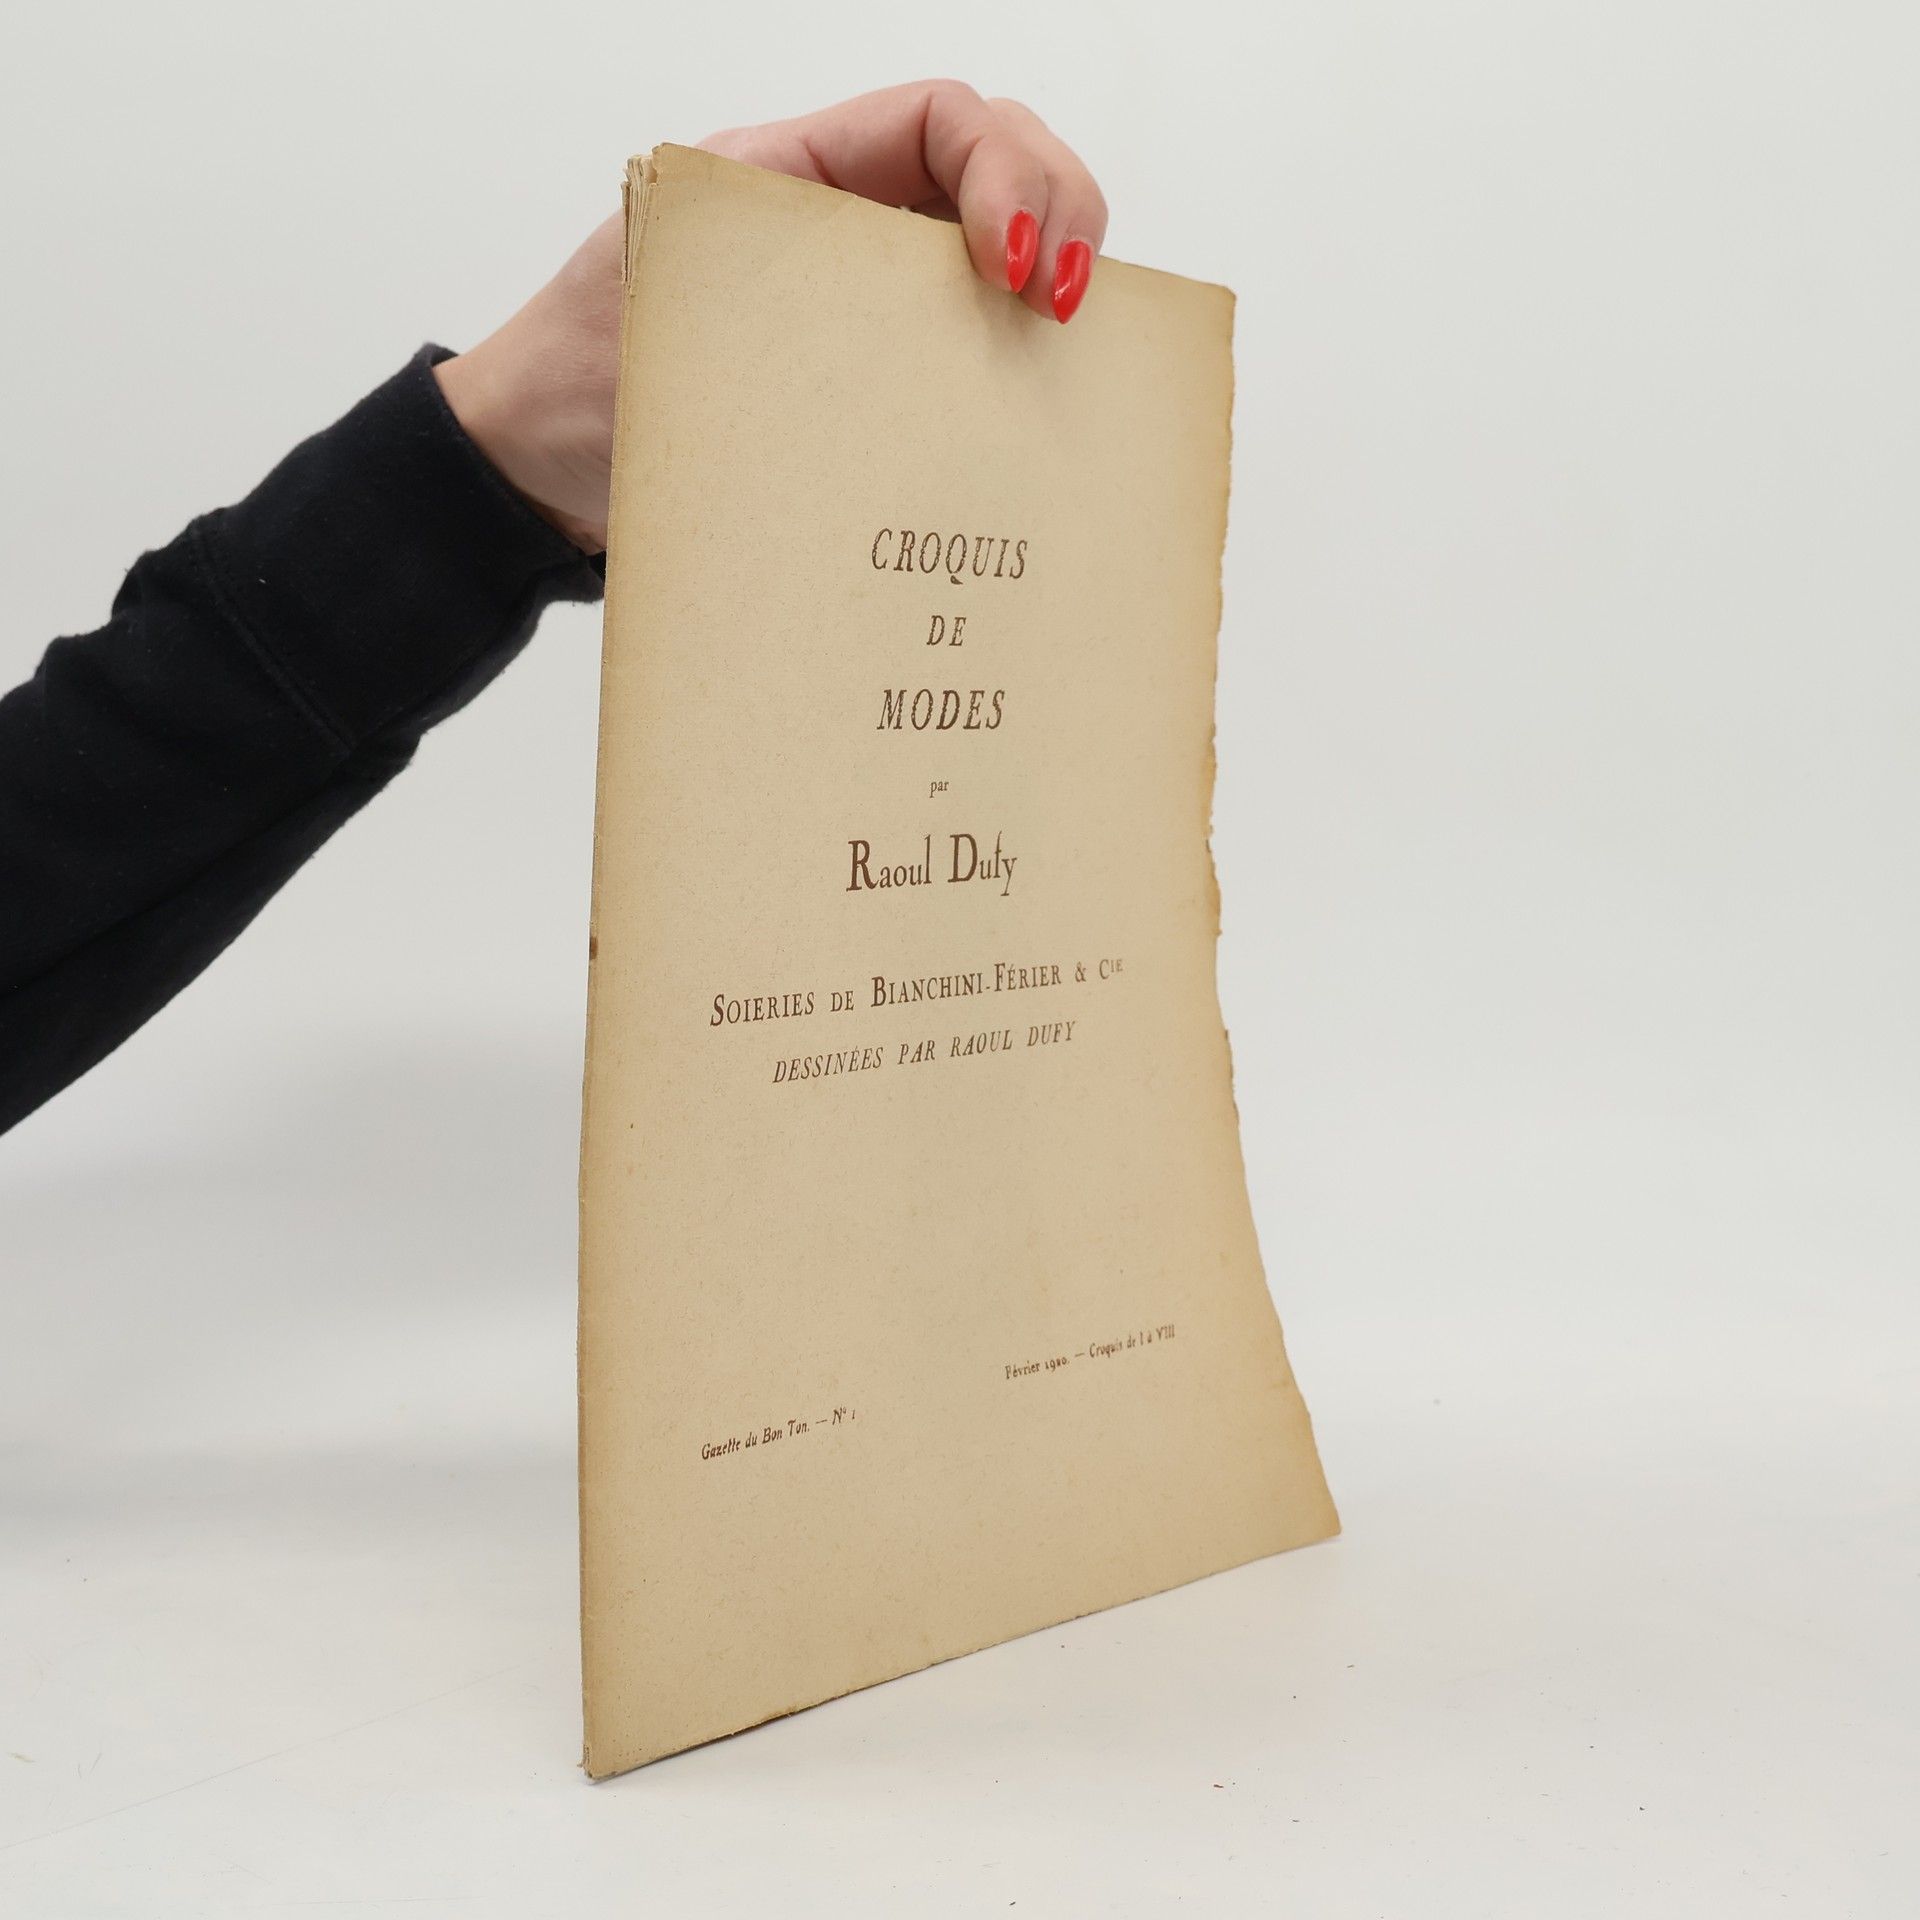 CROQUIS
DE
MODES
par
Raoul Dufy
SOIERIES DE BIANCHINI-FÉRIER & CIE
DESSINÉES PAR RAOUL DUFY
Février 1920. — Croquis de I à VIII
Gazette du Bon Ton. — Nº 1